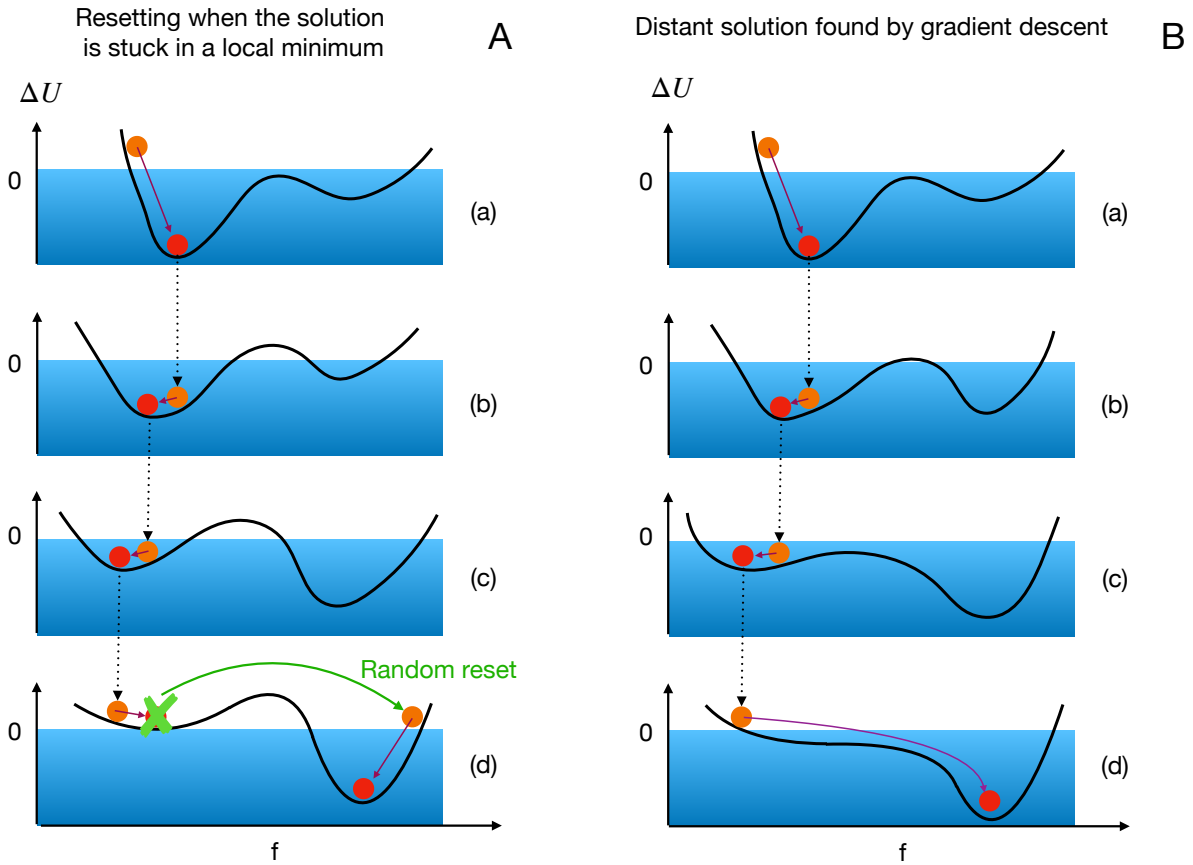 Resetting when the solution
is stuck in a local minimum
A
ΔU
0
(a)
0
(b)
0
(c)
Random reset
0
(d)
f
Distant solution found by gradient descent
B
ΔU
0
(a)
0
(b)
0
(c)
0
(d)
f